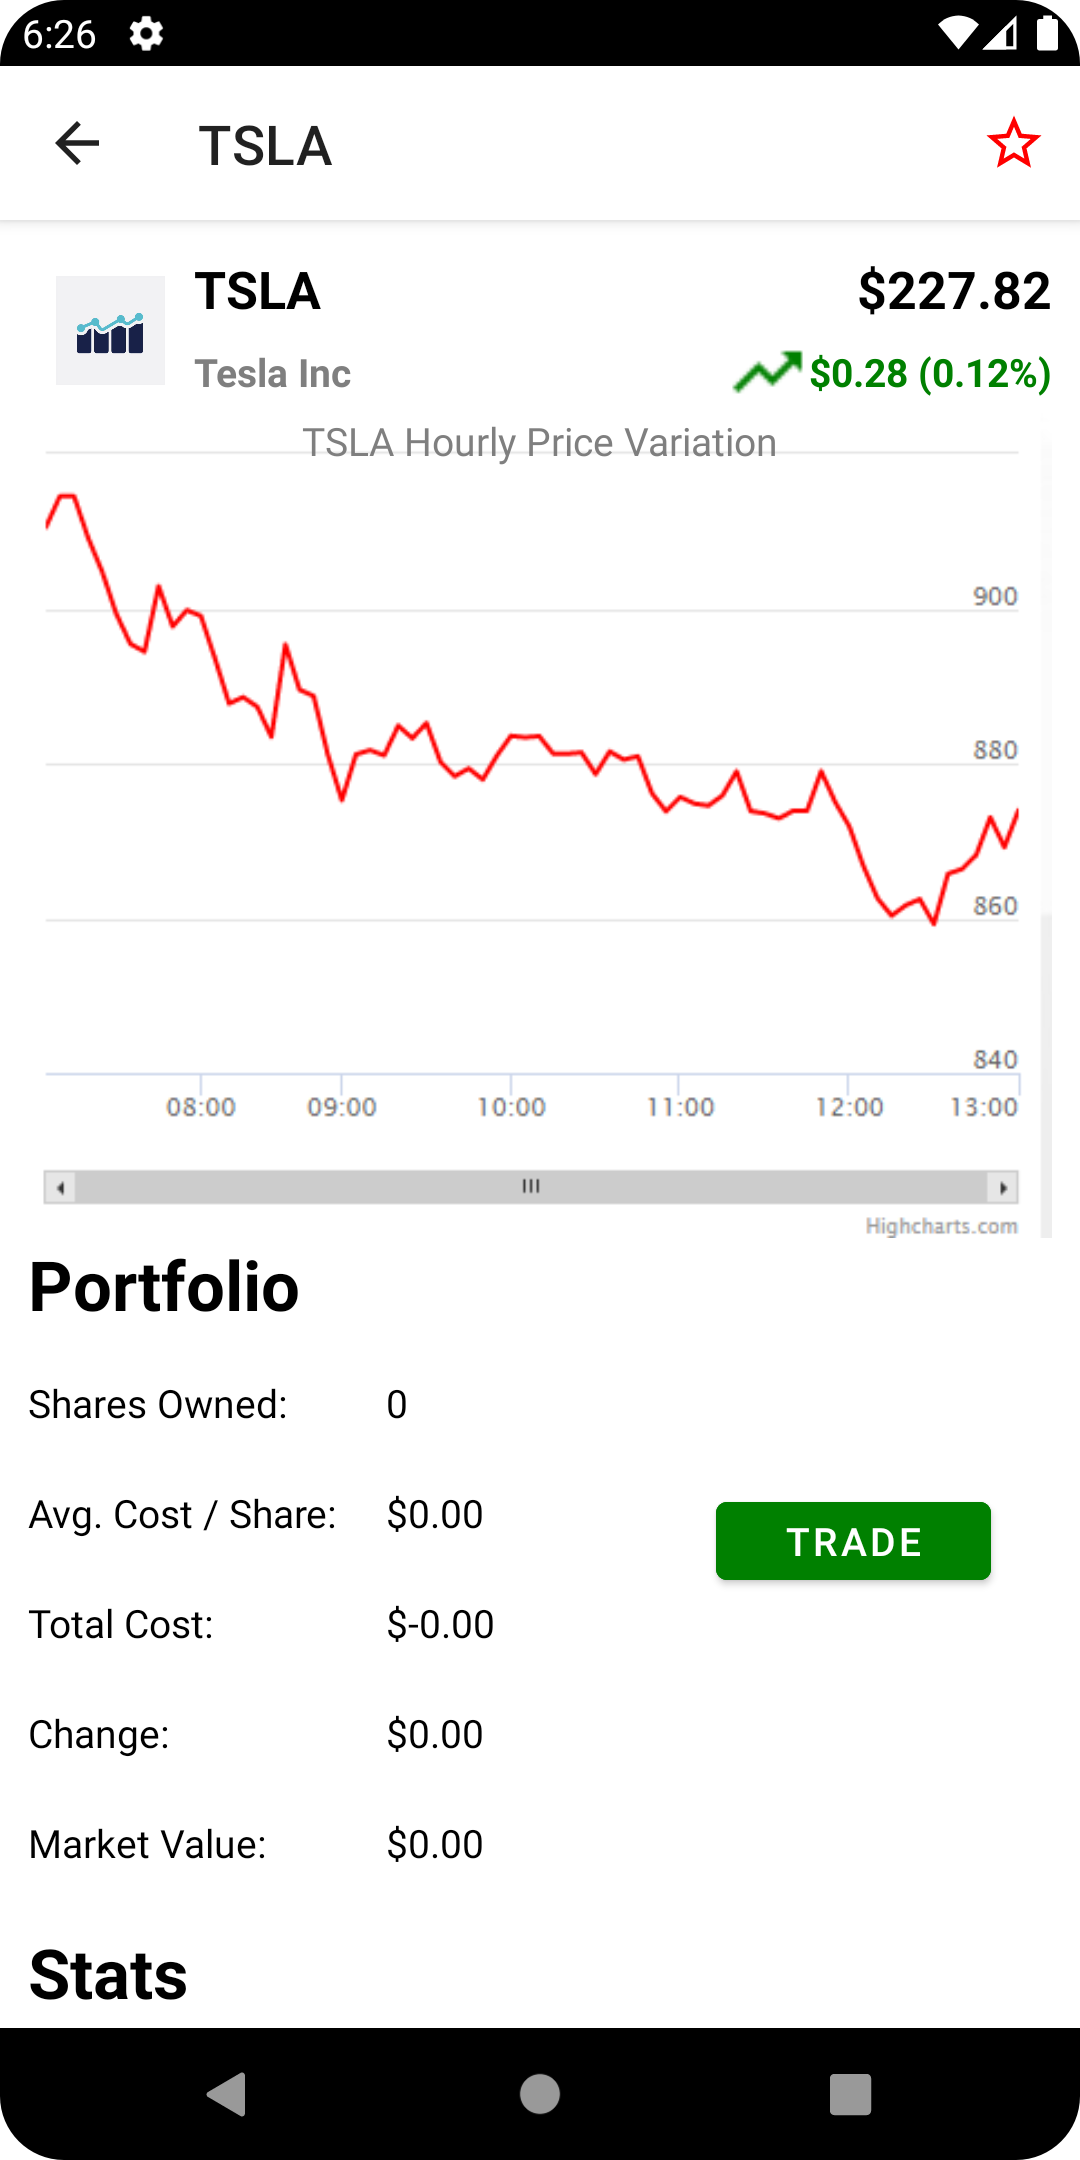 6:26
TSLA
TSLA $227.82
Tesla Inc $0.28 (0.12%)
TSLA Hourly Price Variation
900
880
860
840
08:00 09:00 10:00 11:00 12:00 13:00
Highcharts.com
Portfolio
Shares Owned: 0
Avg. Cost / Share: $0.00
TRADE
Total Cost: $-0.00
Change: $0.00
Market Value: $0.00
Stats